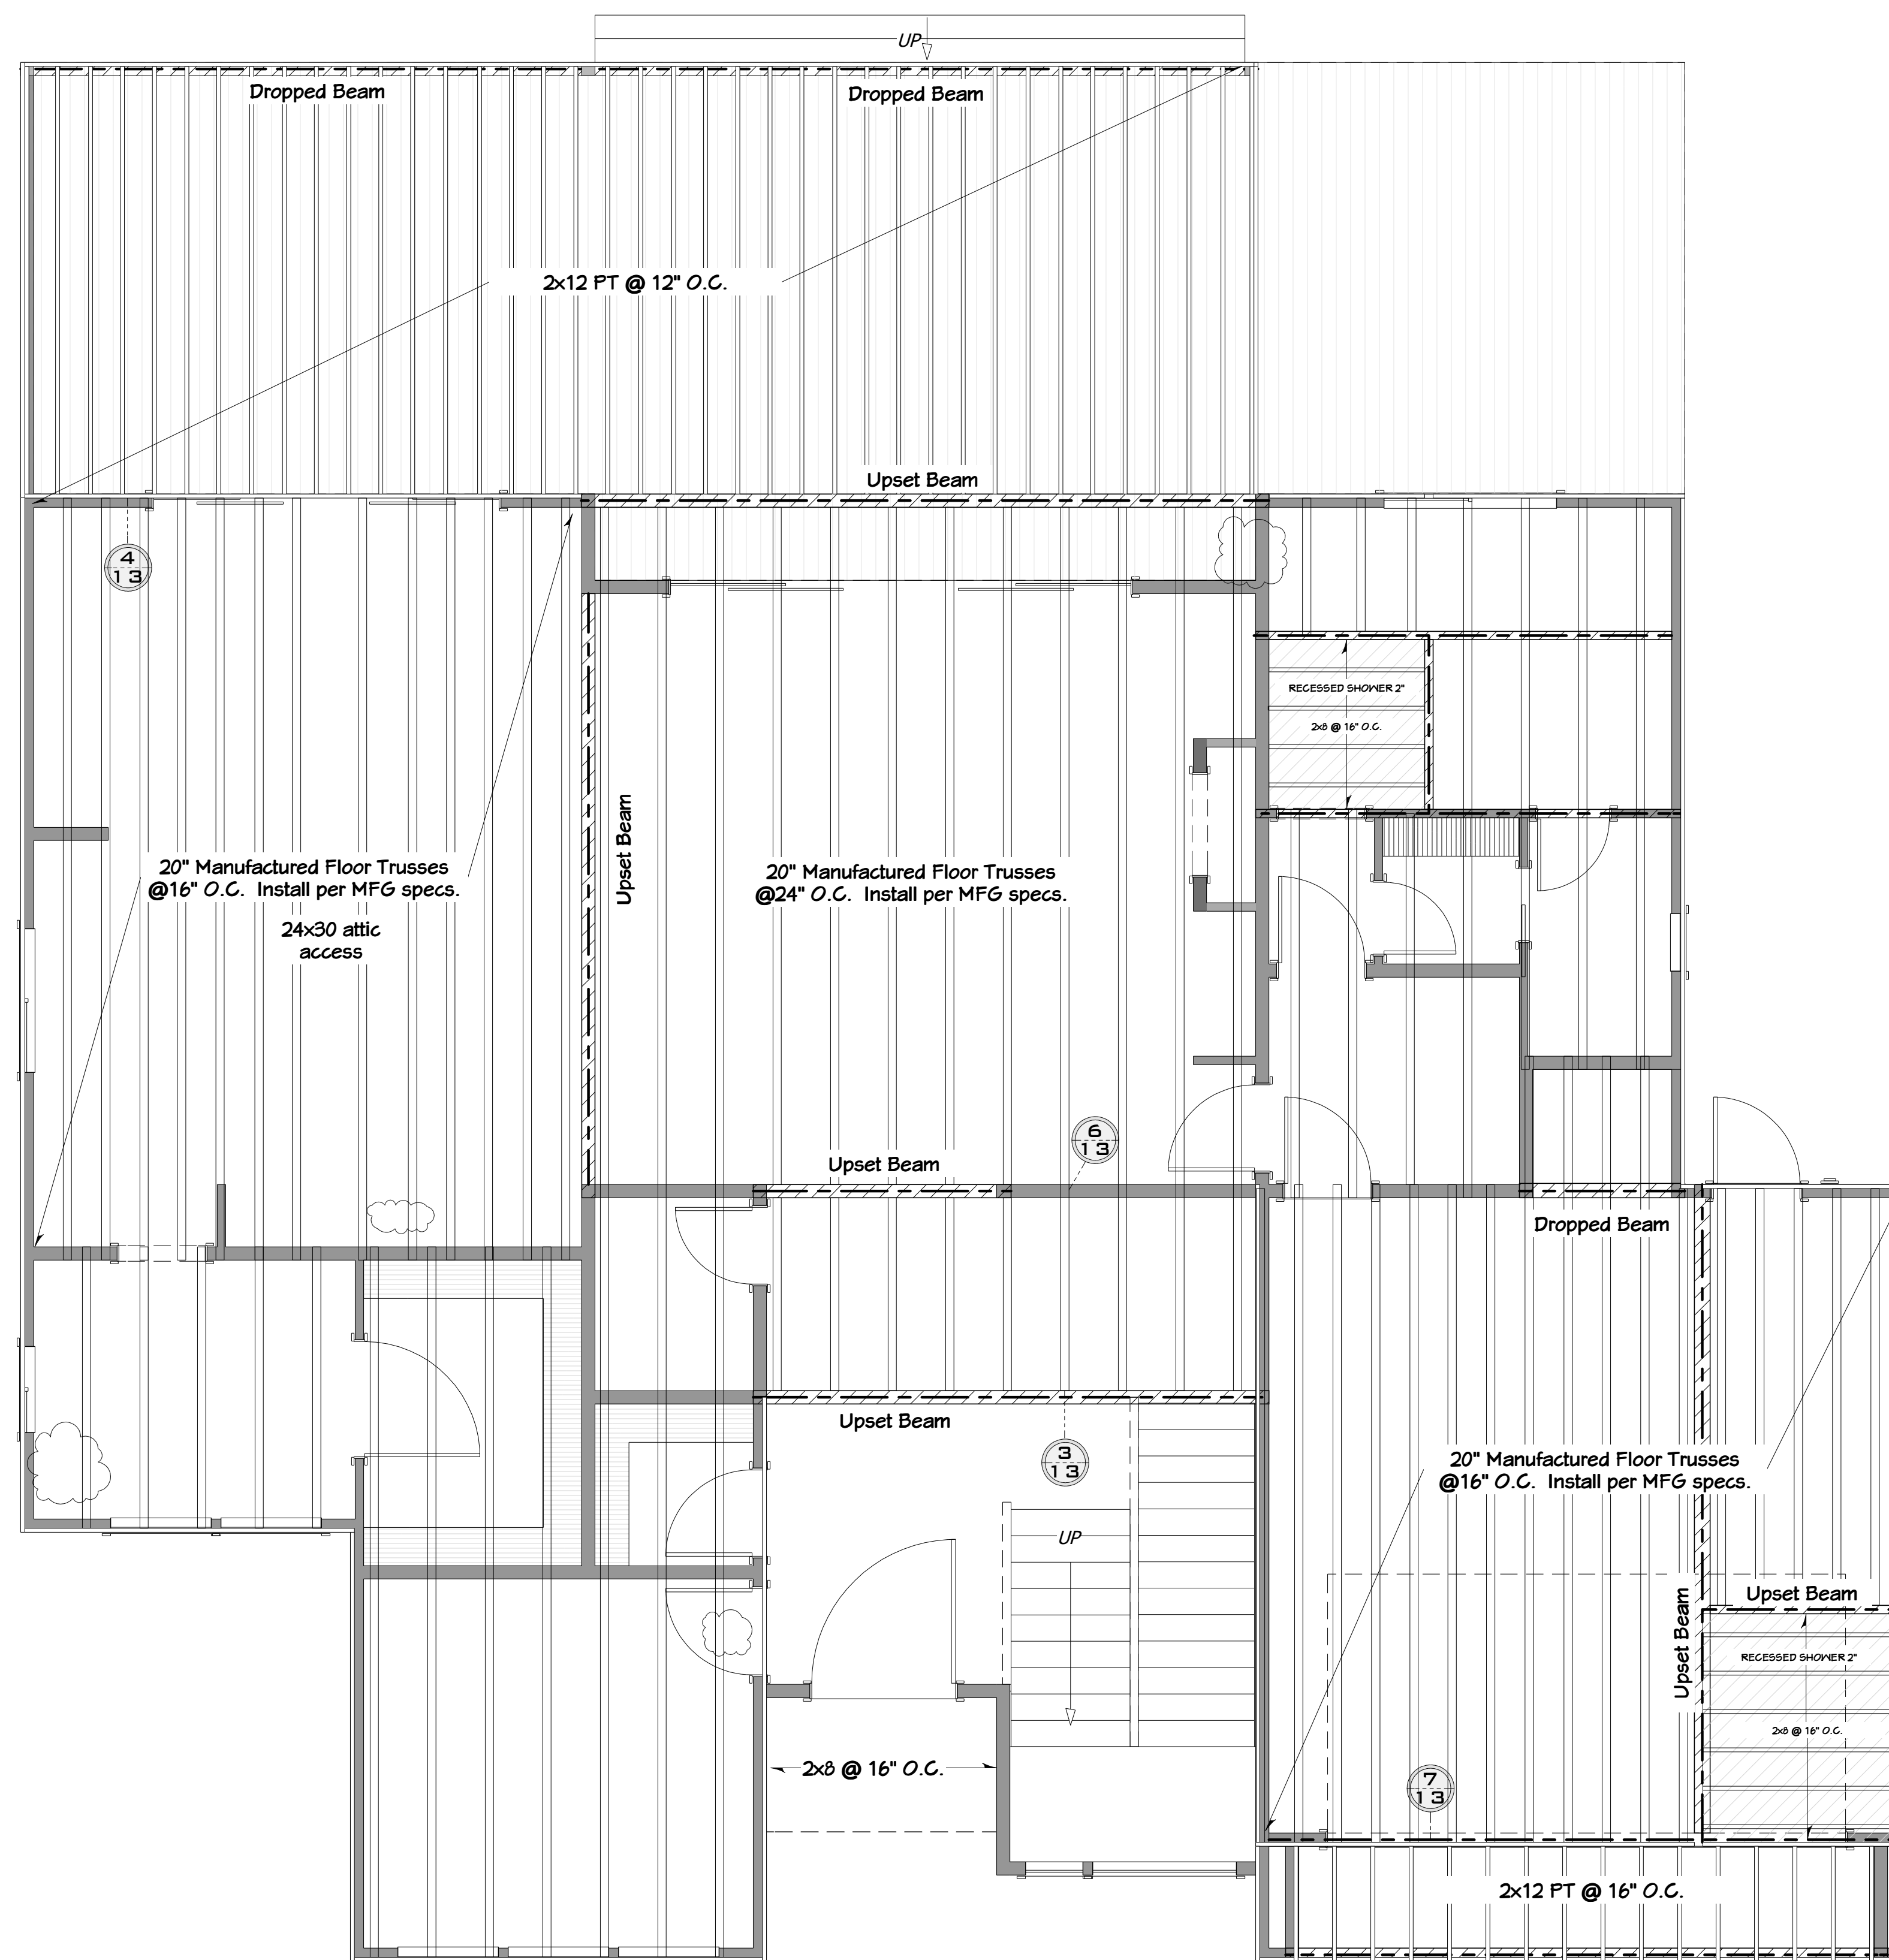 UP
Dropped Beam
Dropped Beam
2x12 PT @ 12" O.C.
Upset Beam
4
13
RECESSED SHOWER 2"
2x8 @ 16" O.C.
Upset Beam
20" Manufactured Floor Trusses
@16" O.C. Install per MFG specs.
24x30 attic
access
20" Manufactured Floor Trusses
@24" O.C. Install per MFG specs.
6
13
Upset Beam
Dropped Beam
Upset Beam
3
13
20" Manufactured Floor Trusses
@16" O.C. Install per MFG specs.
UP
Upset Beam
Upset Beam
RECESSED SHOWER 2"
2x8 @ 16" O.C.
2x8 @ 16" O.C.
7
13
2x12 PT @ 16" O.C.